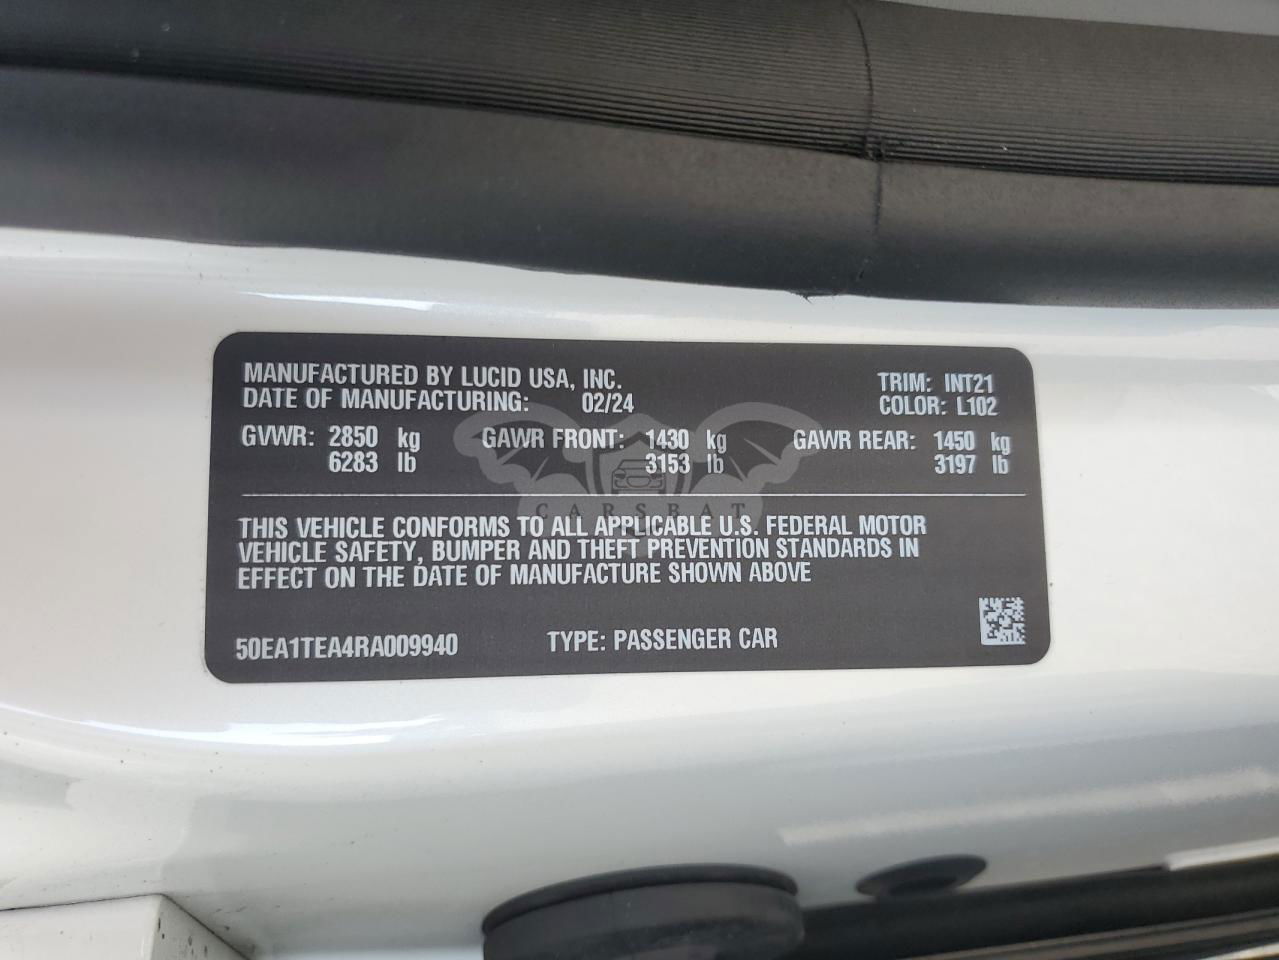 MANUFACTURED BY LUCID USA, INC. TRIM: INT21
DATE OF MANUFACTURING: 02/24 COLOR: L102
GVWR: 2850 kg GAWR FRONT: 1430 kg GAWR REAR: 1450 kg
6283 lb 3153 lb 3197 lb
CARSBAT
THIS VEHICLE CONFORMS TO ALL APPLICABLE U.S. FEDERAL MOTOR
VEHICLE SAFETY, BUMPER AND THEFT PREVENTION STANDARDS IN
EFFECT ON THE DATE OF MANUFACTURE SHOWN ABOVE
50EA1TEA4RA009940 TYPE: PASSENGER CAR